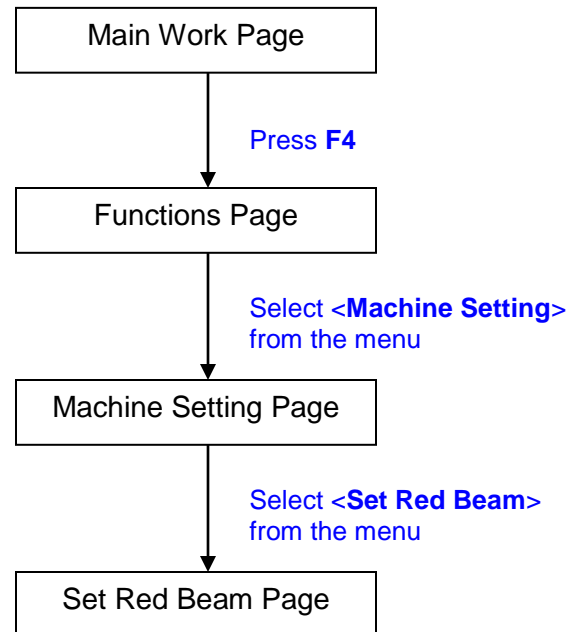 Main Work Page
Press F4
Functions Page
Select <Machine Setting>
from the menu
Machine Setting Page
Select <Set Red Beam>
from the menu
Set Red Beam Page